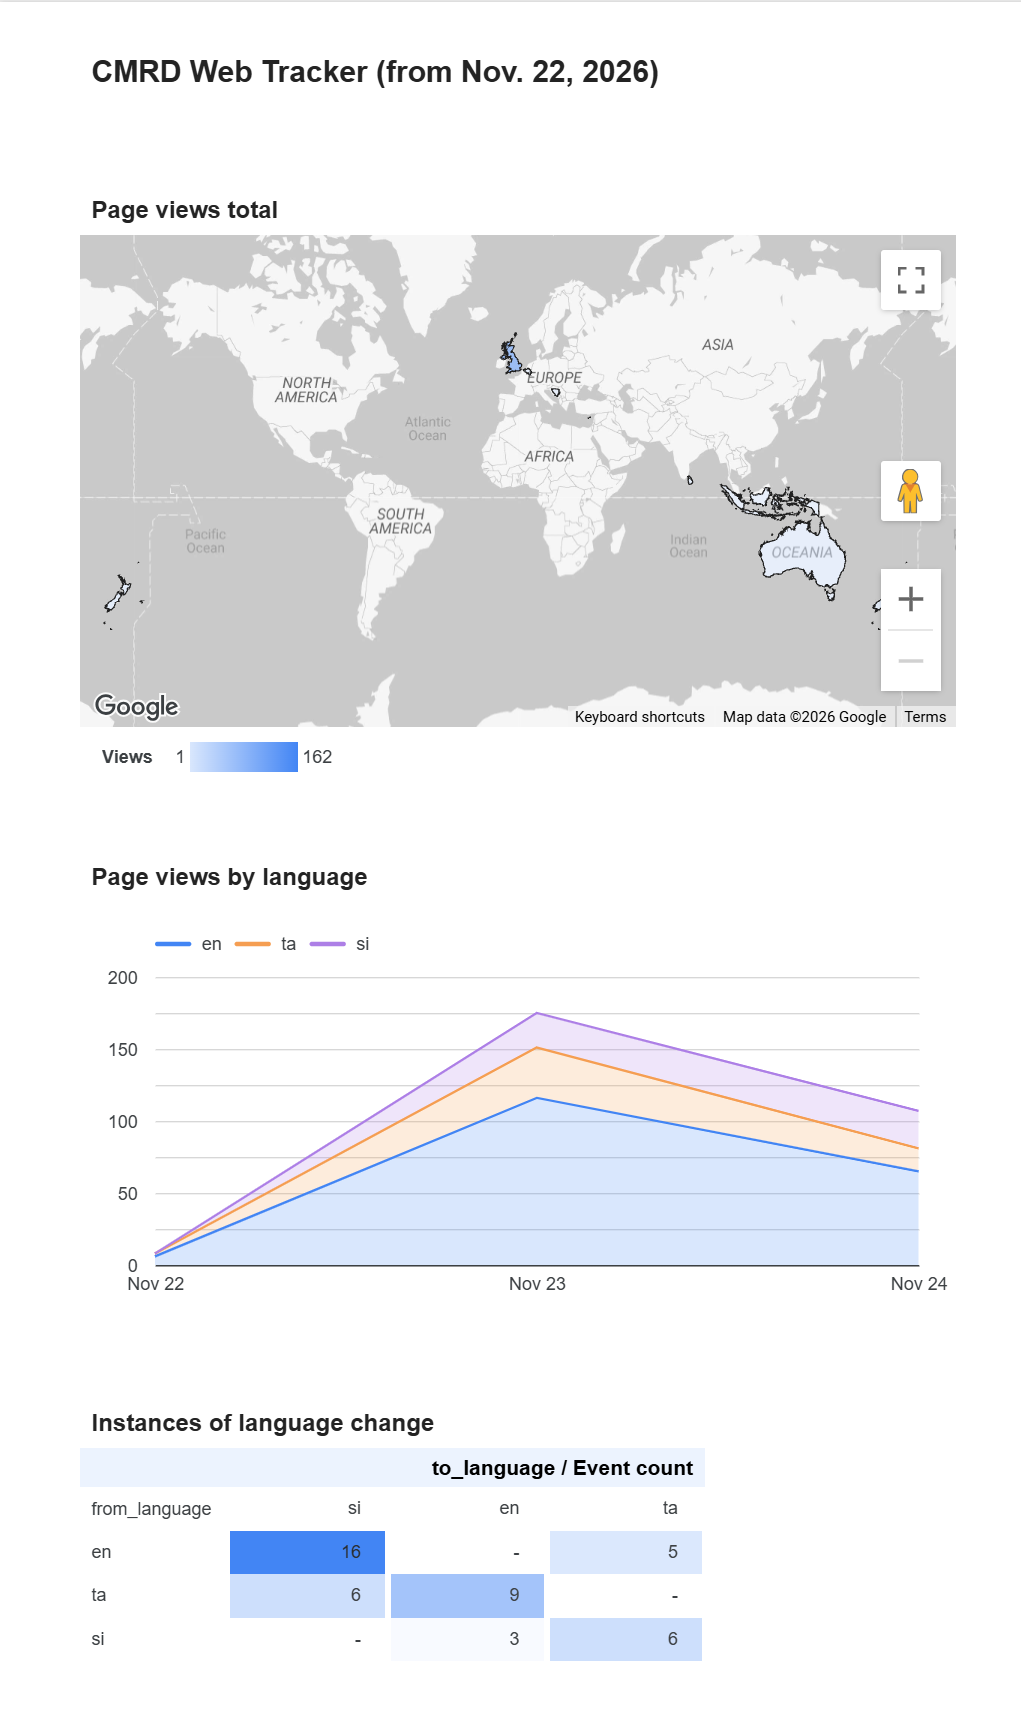 CMRD Web Tracker (from Nov. 22, 2026)
Page views total
ASIA
NORTH
AMERICA
EUROPE
Atlantic
Ocean
AFRICA
SOUTH
AMERICA
Pacific
Ocean
Indian
Ocean
OCEANIA
Google
Keyboard shortcuts Map data ©2026 Google Terms
Views 1 162
Page views by language
en ta si
200
150
100
50
0
Nov 22 Nov 23 Nov 24
Instances of language change
to_language / Event count
from_language si en ta
en 16 - 5
ta 6 9 -
si - 3 6